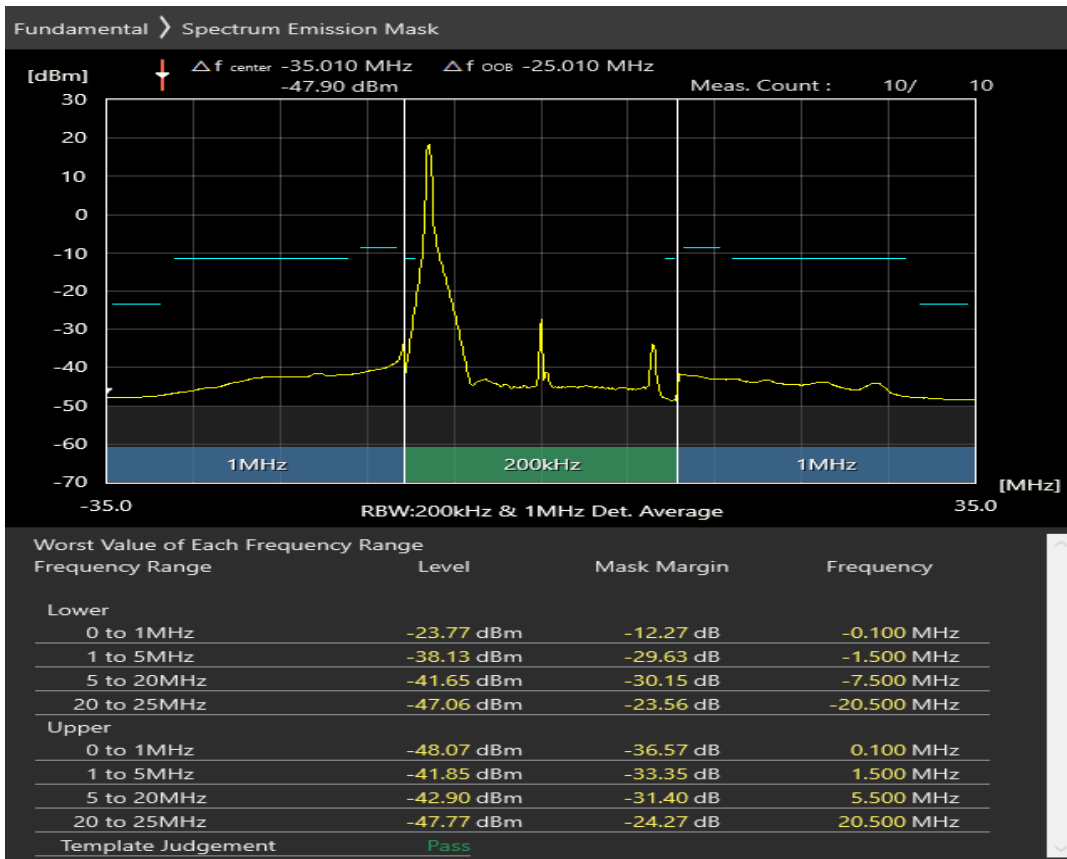 Fundamental ❯ Spectrum Emission Mask
[dBm] △f center -35.010 MHz △f OOB -25.010 MHz
-47.90 dBm Meas. Count : 10/ 10
30
20
10
0
-10
-20
-30
-40
-50
-60
-70
1MHz 200kHz 1MHz
[MHz]
-35.0 RBW:200kHz & 1MHz Det. Average 35.0
Worst Value of Each Frequency Range
Frequency Range Level Mask Margin Frequency
Lower
0 to 1MHz -23.77 dBm -12.27 dB -0.100 MHz
1 to 5MHz -38.13 dBm -29.63 dB -1.500 MHz
5 to 20MHz -41.65 dBm -30.15 dB -7.500 MHz
20 to 25MHz -47.06 dBm -23.56 dB -20.500 MHz
Upper
0 to 1MHz -48.07 dBm -36.57 dB 0.100 MHz
1 to 5MHz -41.85 dBm -33.35 dB 1.500 MHz
5 to 20MHz -42.90 dBm -31.40 dB 5.500 MHz
20 to 25MHz -47.77 dBm -24.27 dB 20.500 MHz
Template Judgement Pass